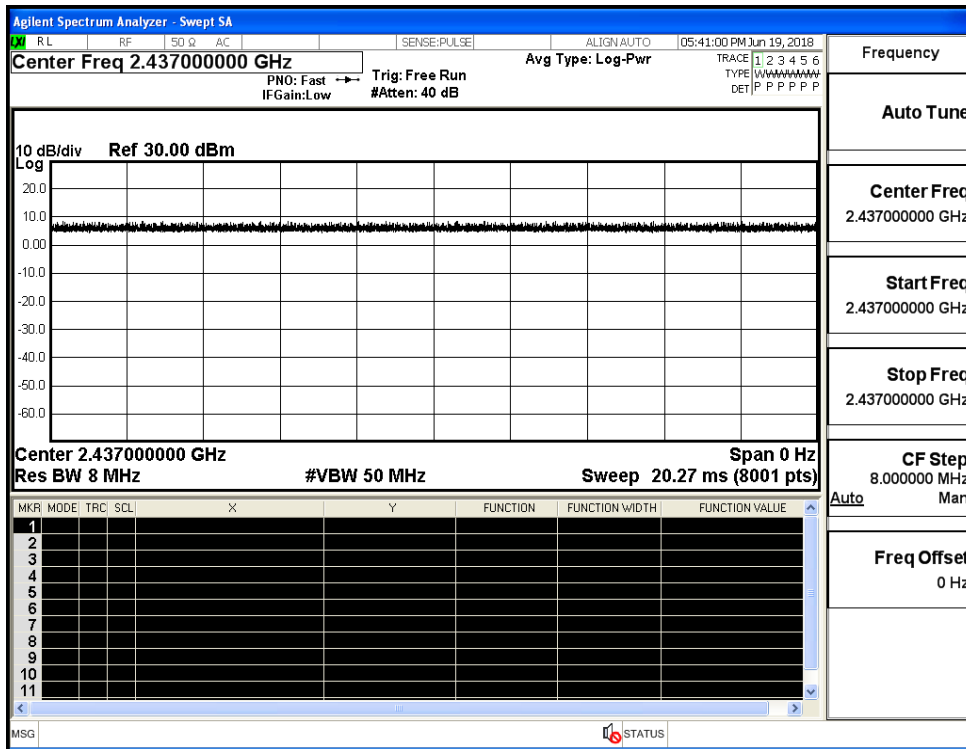 Agilent Spectrum Analyzer - Swept SA
LXI RL RF 50 Ω AC SENSE:PULSE ALIGN AUTO 05:41:00 PM Jun 19, 2018
Center Freq 2.437000000 GHz
PNO: Fast
IFGain:Low
Trig: Free Run
#Atten: 40 dB
Avg Type: Log-Pwr
TRACE 1 2 3 4 5 6
TYPE WWWWWW
DET P P P P P P
10 dB/div Ref 30.00 dBm
Log
20.0
10.0
0.00
-10.0
-20.0
-30.0
-40.0
-50.0
-60.0
Center 2.437000000 GHz Span 0 Hz
Res BW 8 MHz #VBW 50 MHz Sweep 20.27 ms (8001 pts)
MKR MODE TRC SCL X Y FUNCTION FUNCTION WIDTH FUNCTION VALUE
1
2
3
4
5
6
7
8
9
10
11
MSG STATUS
Frequency
Auto Tune
Center Freq
2.437000000 GHz
Start Freq
2.437000000 GHz
Stop Freq
2.437000000 GHz
CF Step
8.000000 MHz
Auto Man
Freq Offset
0 Hz